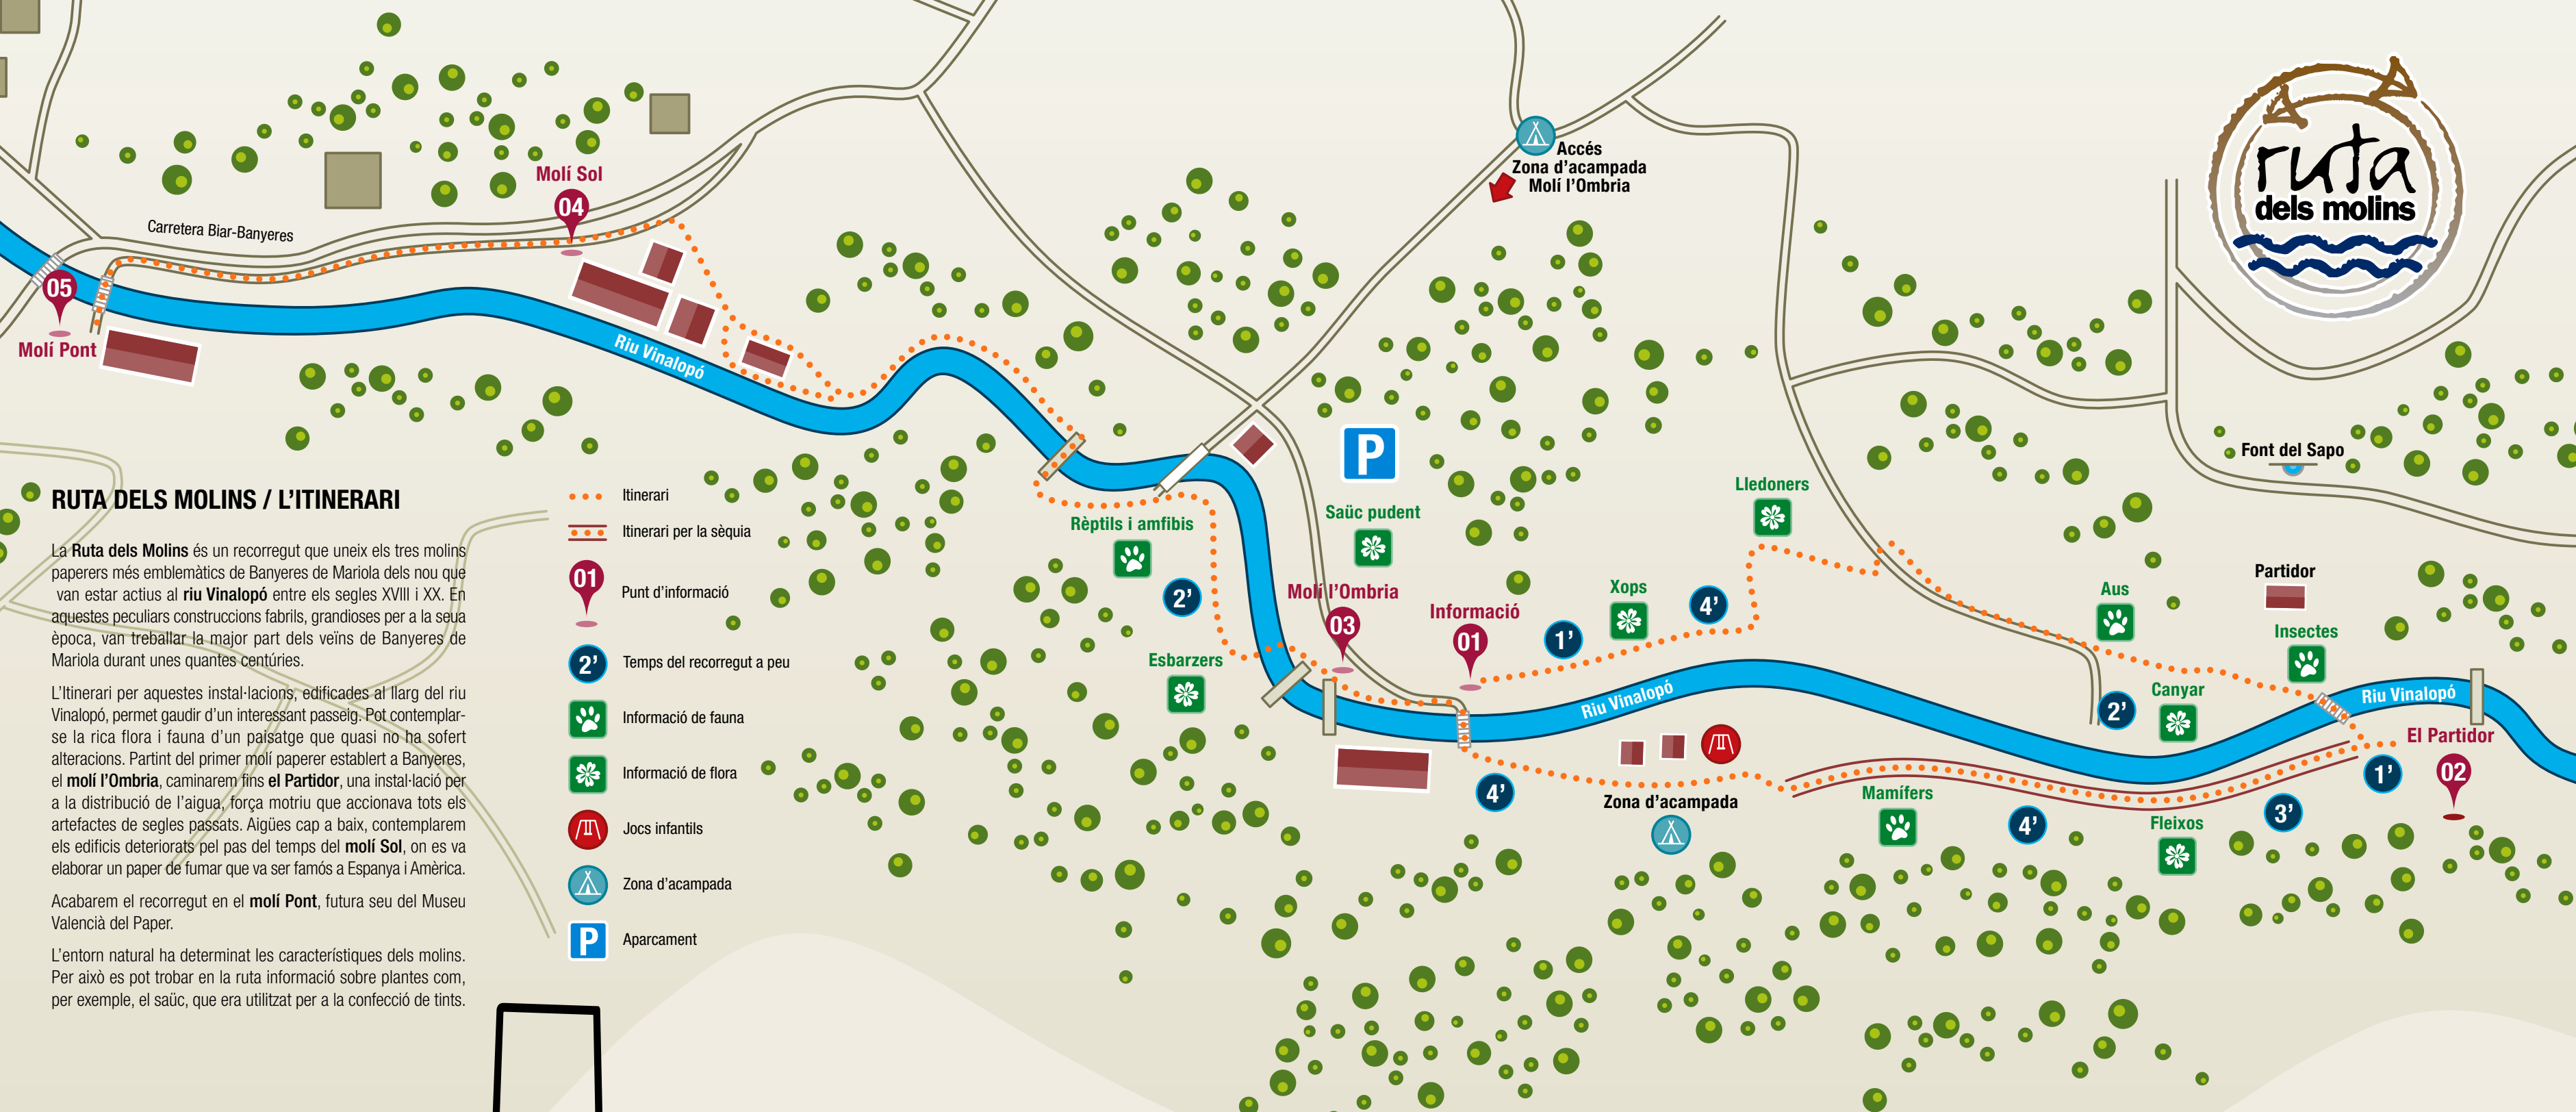 ruta
dels molins
Accés
Zona d'acampada
Molí l'Ombria
Molí Sol
04
Carretera Biar-Banyeres
05
Molí Pont
Riu Vinalopó
P
Font del Sapo
Lledoners
Saüc pudent
Rèptils i amfibis
2'
Molí l'Ombria
03
Informació
01
1'
Xops
4'
Aus
Partidor
Insectes
Esbarzers
Riu Vinalopó
2'
Canyar
Riu Vinalopó
El Partidor
02
1'
4'
Zona d'acampada
Mamífers
4'
Fleixos
3'
RUTA DELS MOLINS / L'ITINERARI
La Ruta dels Molins és un recorregut que uneix els tres molins
paperers més emblemàtics de Banyeres de Mariola dels nou que
van estar actius al riu Vinalopó entre els segles XVIII i XX. En
aquestes peculiars construccions fabrils, grandioses per a la seua
època, van treballar la major part dels veïns de Banyeres de
Mariola durant unes quantes centúries.
L'Itinerari per aquestes instal·lacions, edificades al llarg del riu
Vinalopó, permet gaudir d'un interessant passeig. Pot contemplar-
se la rica flora i fauna d'un paisatge que quasi no ha sofert
alteracions. Partint del primer molí paperer establert a Banyeres,
el molí l'Ombria, caminarem fins el Partidor, una instal·lació per
a la distribució de l'aigua, força motriu que accionava tots els
artefactes de segles passats. Aigües cap a baix, contemplarem
els edificis deteriorats pel pas del temps del molí Sol, on es va
elaborar un paper de fumar que va ser famós a Espanya i Amèrica.
Acabarem el recorregut en el molí Pont, futura seu del Museu
Valencià del Paper.
L'entorn natural ha determinat les característiques dels molins.
Per això es pot trobar en la ruta informació sobre plantes com,
per exemple, el saüc, que era utilitzat per a la confecció de tints.
Itinerari
Itinerari per la sèquia
01
Punt d'informació
2'
Temps del recorregut a peu
Informació de fauna
Informació de flora
Jocs infantils
Zona d'acampada
P
Aparcament